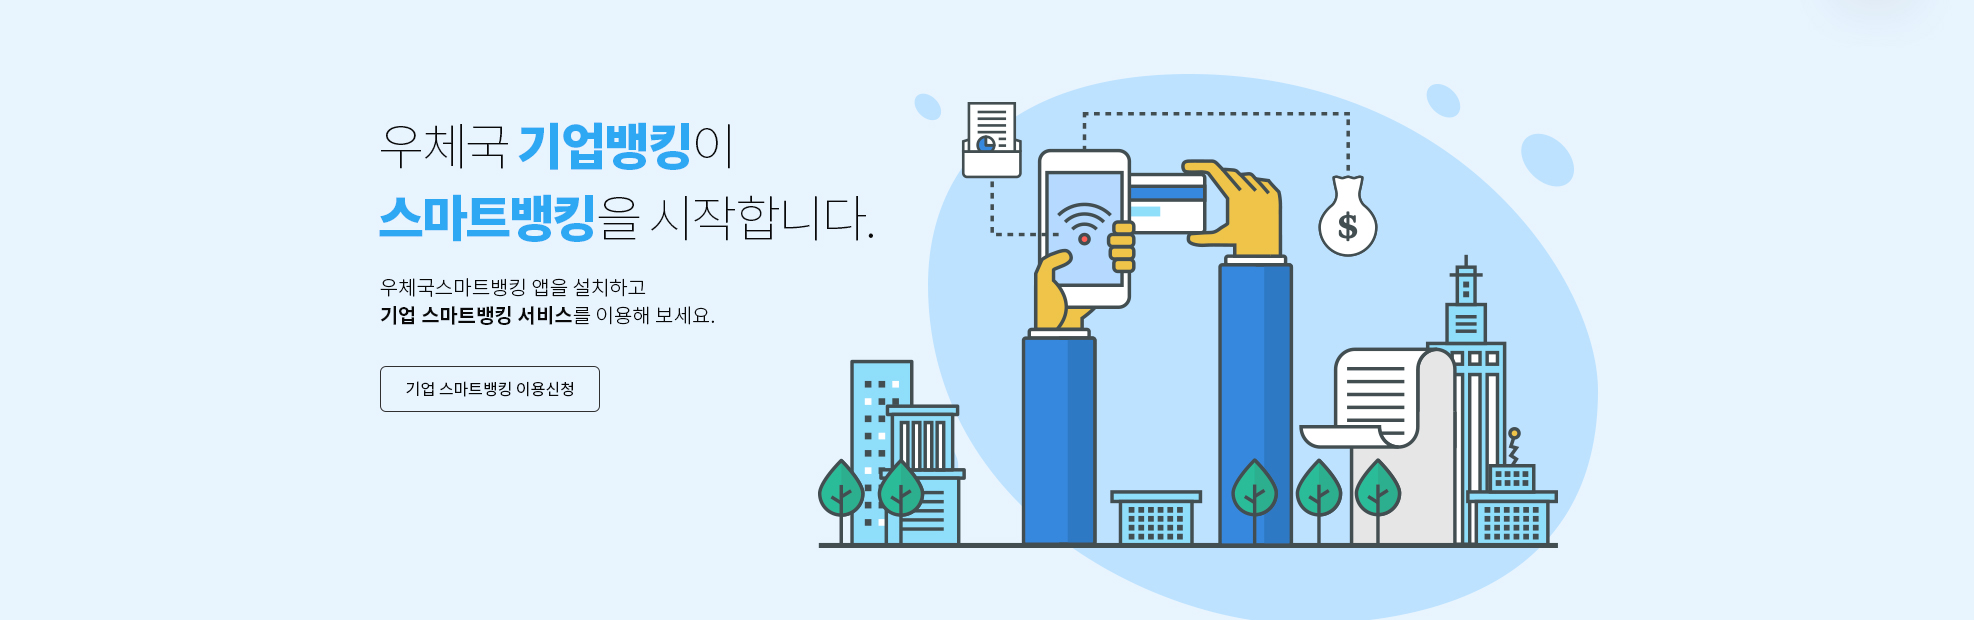 우체국 기업뱅킹이
스마트뱅킹을 시작합니다.
우체국스마트뱅킹 앱을 설치하고
기업 스마트뱅킹 서비스를 이용해 보세요.
기업 스마트뱅킹 이용신청
$